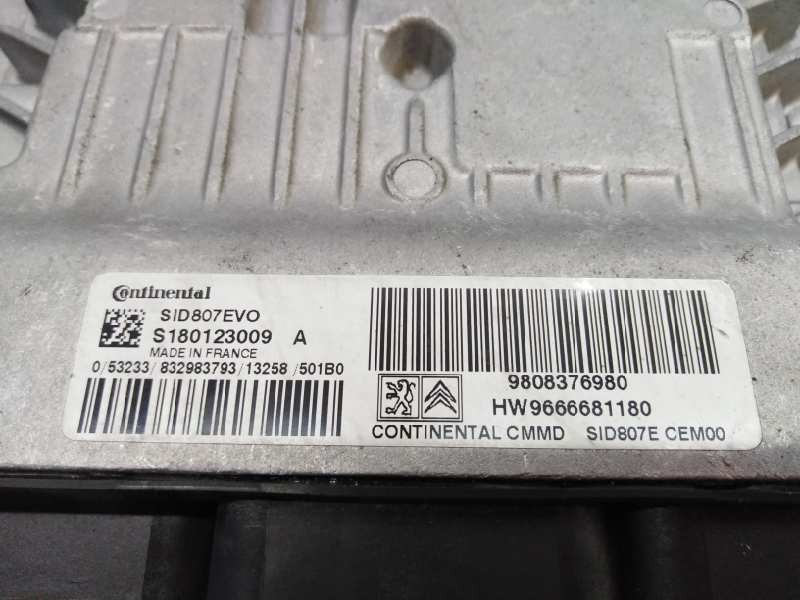 Continental
SID807EVO
S180123009 A
MADE IN FRANCE
0/53233/832983793/13258/501B0
9808376980
HW9666681180
CONTINENTAL CMMD SID807E CEM00